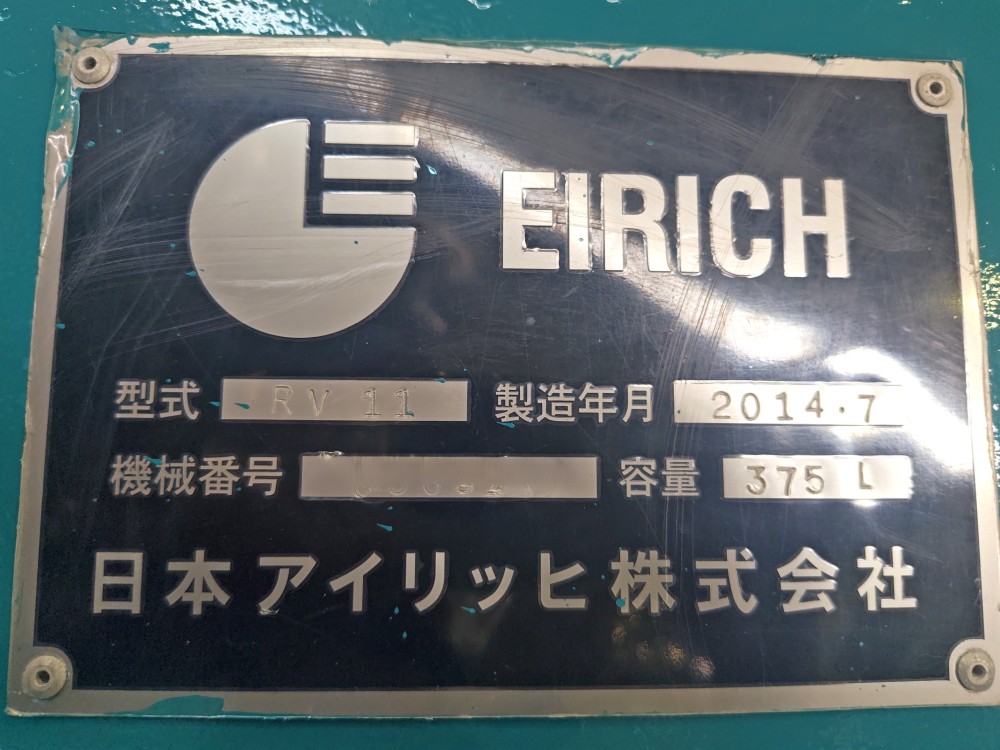 EIRICH
型式 RV 11 製造年月 2014.7
機械番号 容量 375 L
日本アイリッヒ株式会社